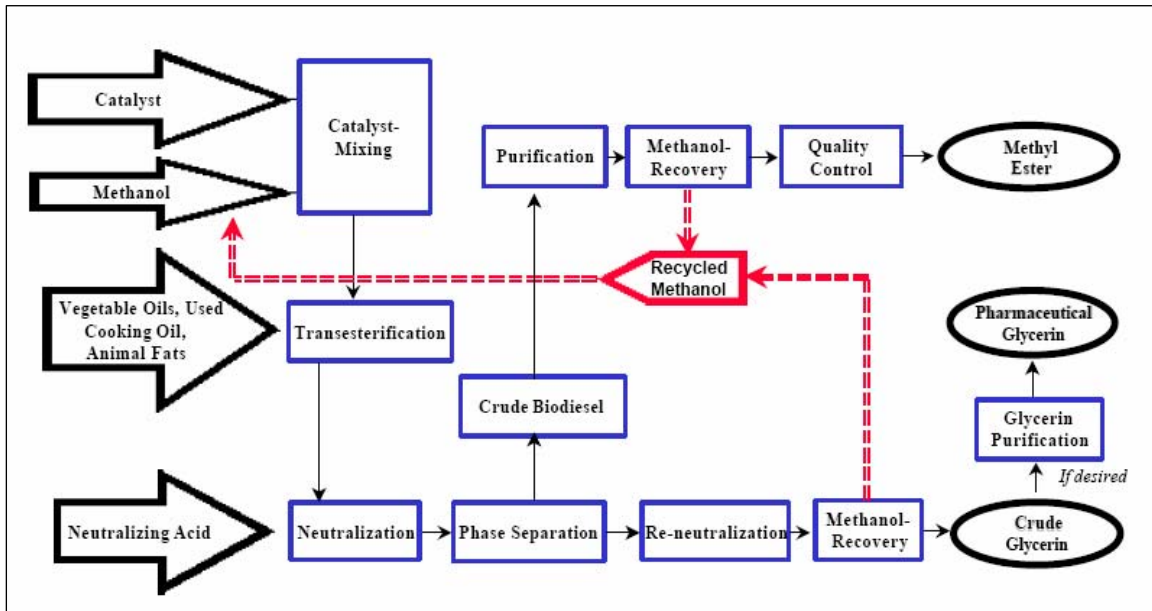 Catalyst
Methanol
Catalyst-
Mixing
Purification
Methanol-
Recovery
Quality
Control
Methyl
Ester
Recycled
Methanol
Vegetable Oils, Used
Cooking Oil,
Animal Fats
Transesterification
Crude Biodiesel
Pharmaceutical
Glycerin
Glycerin
Purification
If desired
Neutralizing Acid
Neutralization
Phase Separation
Re-neutralization
Methanol-
Recovery
Crude
Glycerin